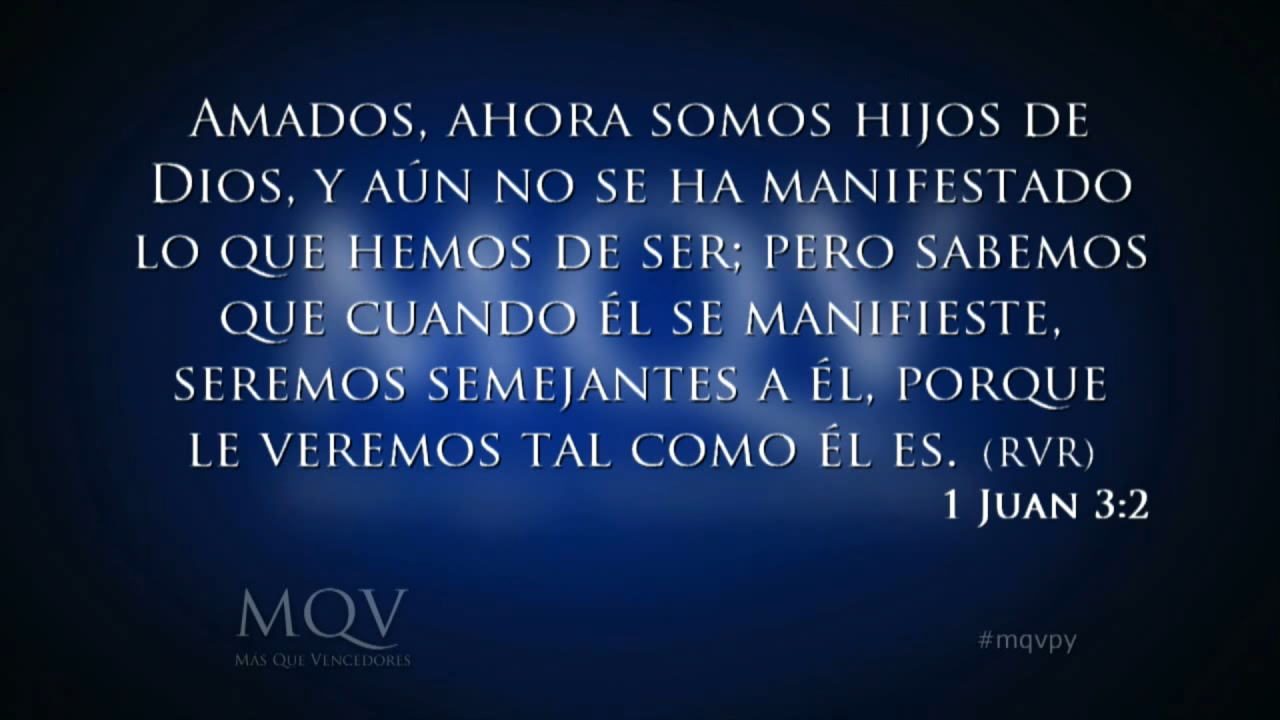 Amados, ahora somos hijos de
Dios, y aún no se ha manifestado
lo que hemos de ser; pero sabemos
que cuando él se manifieste,
seremos semejantes a él, porque
le veremos tal como él es. (RVR)
1 Juan 3:2
MQV
Más Que Vencedores
#mqvpy